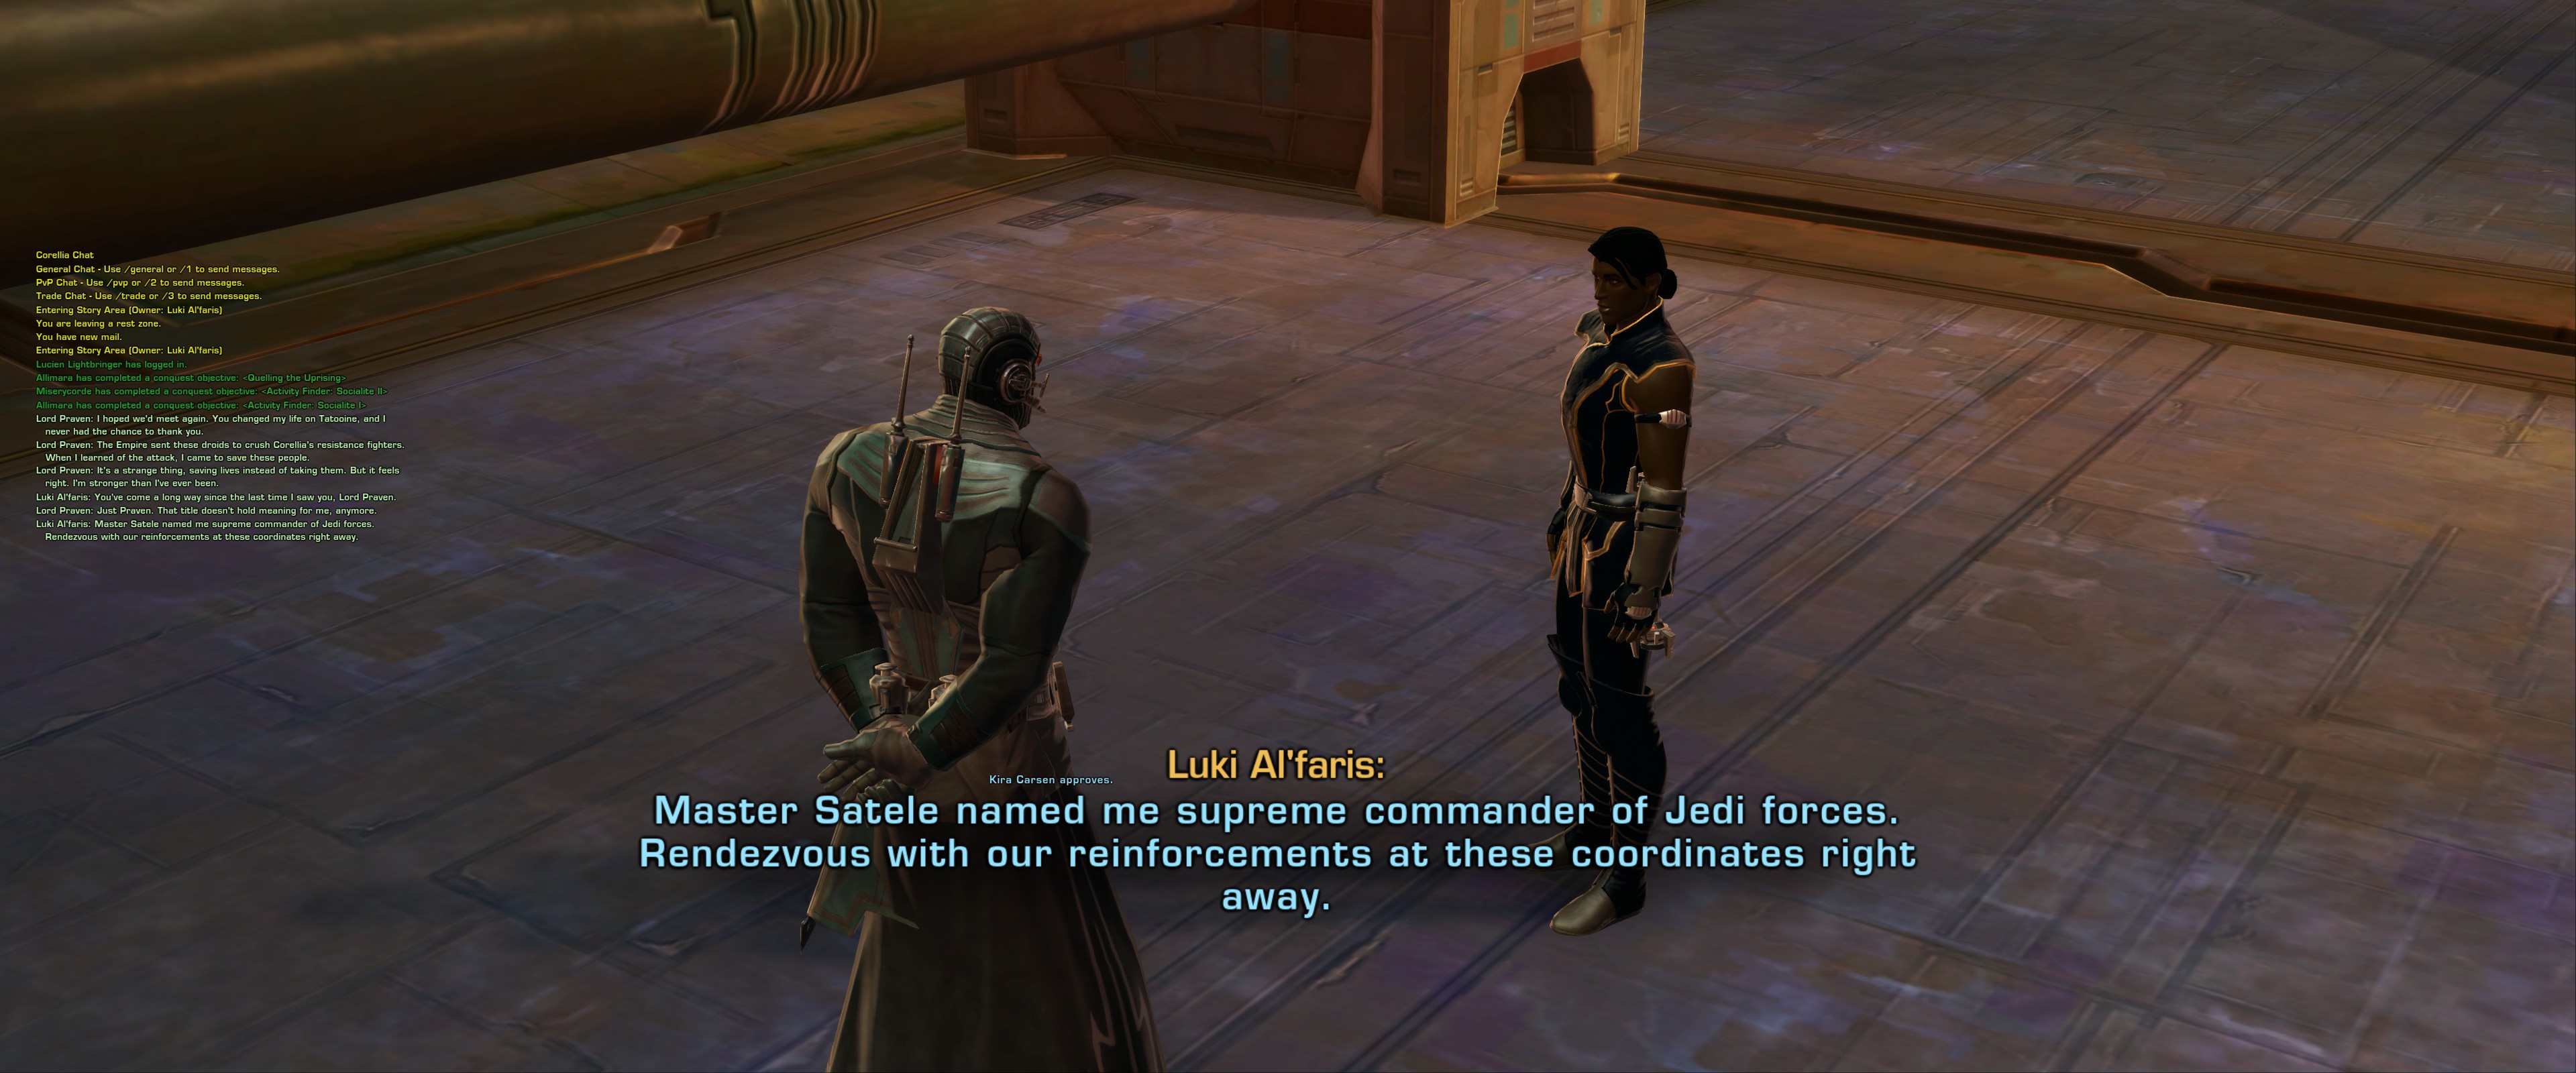 Corellia Chat
General Chat - Use /general or /1 to send messages.
PvP Chat - Use /pvp or /2 to send messages.
Trade Chat - Use /trade or /3 to send messages.
Entering Story Area (Owner: Luki Al'faris)
You are leaving a rest zone.
You have new mail.
Entering Story Area (Owner: Luki Al'faris)
Lucien Lightbringer has logged in.
Allimara has completed a conquest objective: <Quelling the Uprising>
Miserycorde has completed a conquest objective: <Activity Finder: Socialite II>
Allimara has completed a conquest objective: <Activity Finder: Socialite I>
Lord Praven: I hoped we'd meet again. You changed my life on Tatooine, and I
never had the chance to thank you.
Lord Praven: The Empire sent these droids to crush Corellia's resistance fighters.
When I learned of the attack, I came to save these people.
Lord Praven: It's a strange thing, saving lives instead of taking them. But it feels
right. I'm stronger than I've ever been.
Luki Al'faris: You've come a long way since the last time I saw you, Lord Praven.
Lord Praven: Just Praven. That title doesn't hold meaning for me, anymore.
Luki Al'faris: Master Satele named me supreme commander of Jedi forces.
Rendezvous with our reinforcements at these coordinates right away.
Kira Carsen approves.
Luki Al'faris:
Master Satele named me supreme commander of Jedi forces.
Rendezvous with our reinforcements at these coordinates right
away.